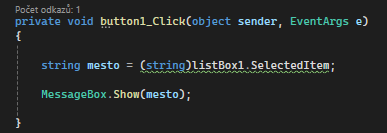 Počet odkazů: 1
private void button1_Click(object sender, EventArgs e)
{
string mesto = (string)listBox1.SelectedItem;
MessageBox.Show(mesto);
}